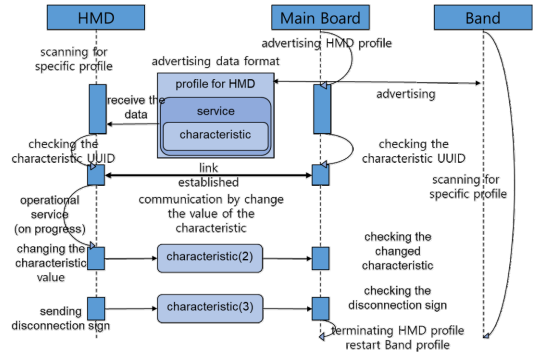 HMD
Main Board
Band
scanning for
specific profile
advertising HMD profile
advertising data format
profile for HMD
service
characteristic
receive the
data
advertising
checking the
characteristic UUID
checking the
characteristic UUID
link
established
scanning for
specific profile
operational
service
(on progress)
communication by change
the value of the
characteristic
changing the
characteristic
value
characteristic(2)
checking the
changed
characteristic
sending
disconnection sign
characteristic(3)
checking the
disconnection sign
terminating HMD profile
restart Band profile